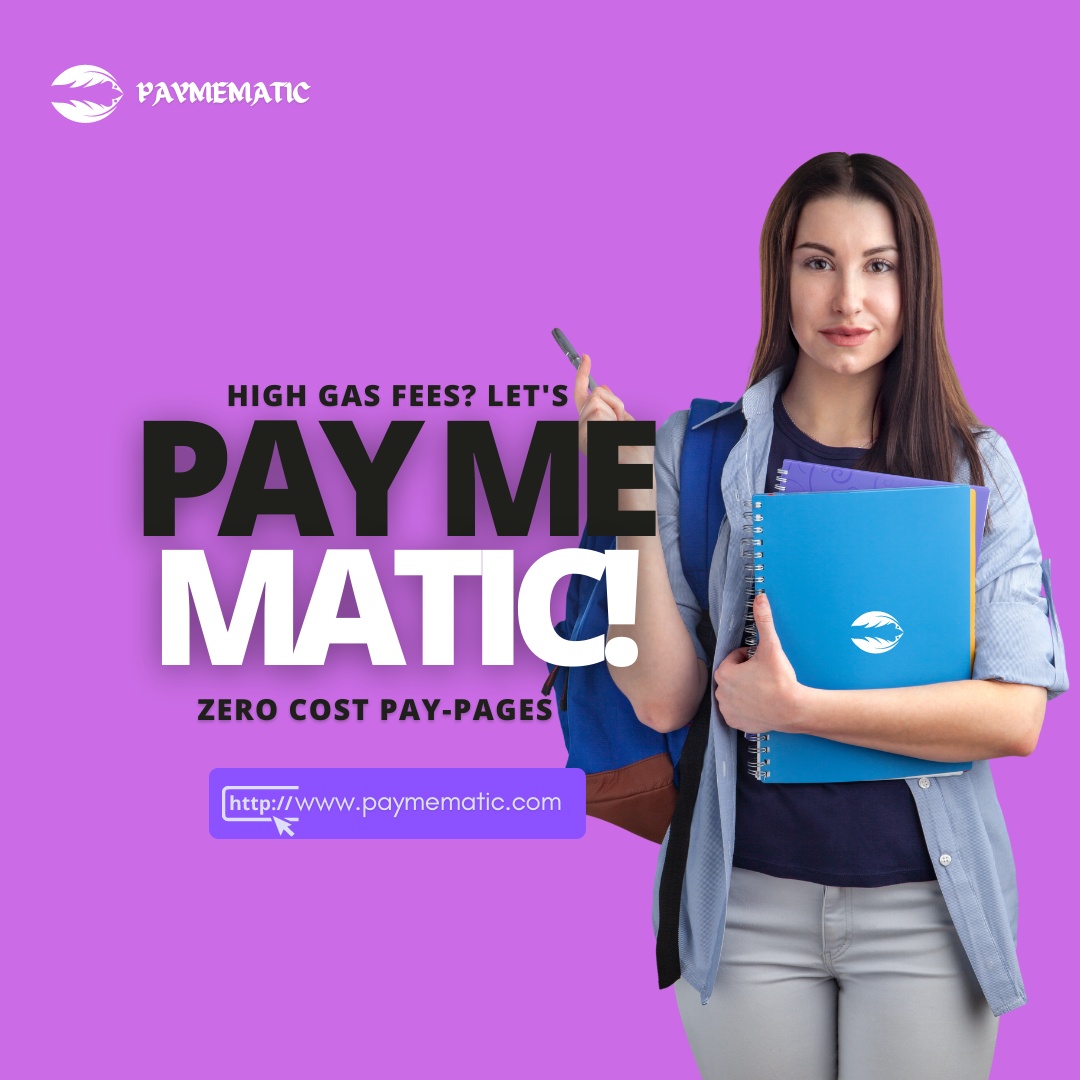 PAYMEMATIC
HIGH GAS FEES? LET'S
PAY ME
MATIC!
ZERO COST PAY-PAGES
http://www.paymematic.com